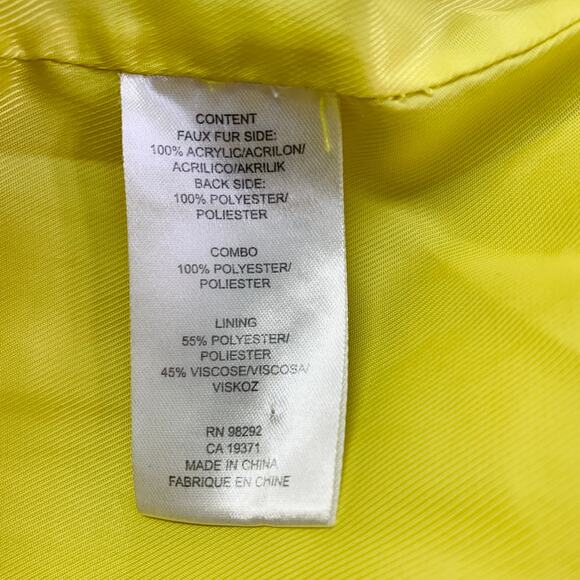 CONTENT
FAUX FUR SIDE:
100% ACRYLIC/ACRILON/
ACRILICO/AKRILIK
BACK SIDE:
100% POLYESTER/
POLIESTER
COMBO
100% POLYESTER/
POLIESTER
LINING
55% POLYESTER/
POLIESTER
45% VISCOSE/VISCOSA/
VISKOZ
RN 98292
CA 19371
MADE IN CHINA
FABRIQUE EN CHINE